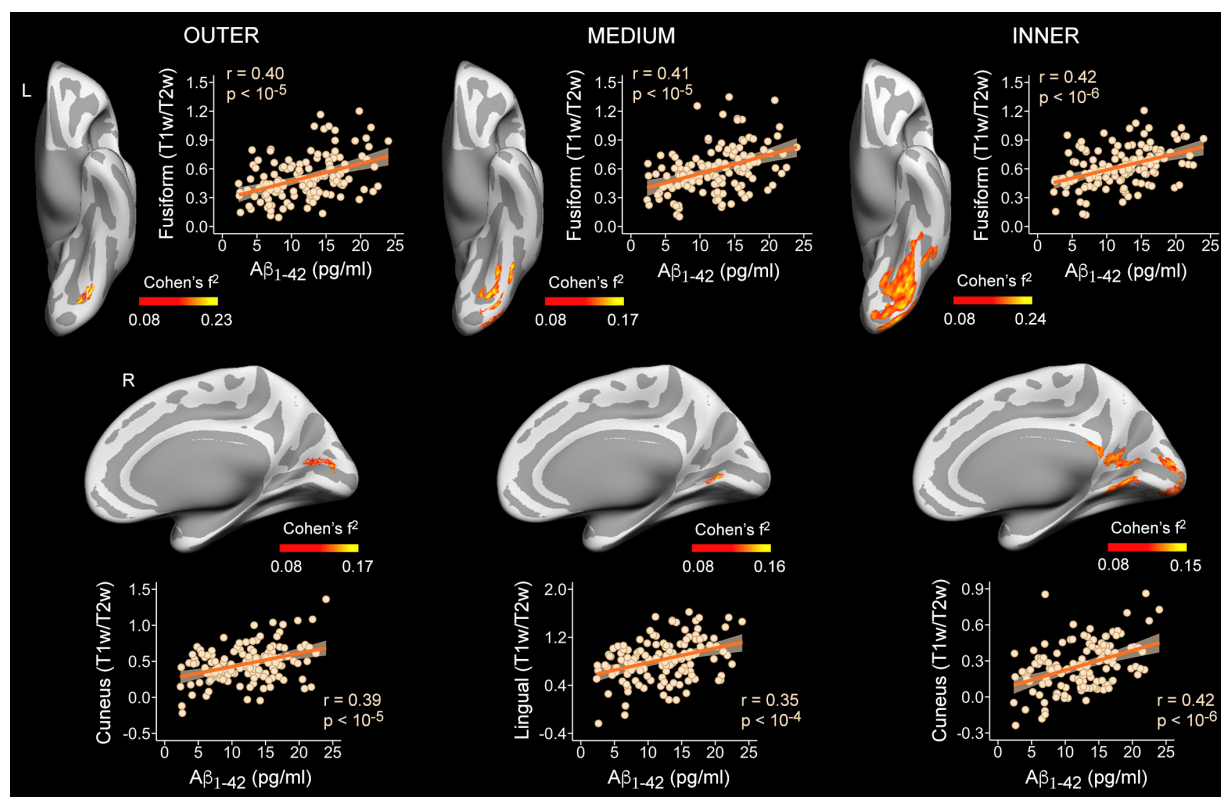 OUTER
MEDIUM
INNER
L
r = 0.40
p < 10-5
1.5
1.2
0.9
0.6
0.3
0.0
Fusiform (T1w/T2w)
0 5 10 15 20 25
Aβ1-42 (pg/ml)
Cohen's f2
0.08 0.23
r = 0.41
p < 10-5
1.5
1.2
0.9
0.6
0.3
0.0
Fusiform (T1w/T2w)
0 5 10 15 20 25
Aβ1-42 (pg/ml)
Cohen's f2
0.08 0.17
r = 0.42
p < 10-6
1.5
1.2
0.9
0.6
0.3
0.0
Fusiform (T1w/T2w)
0 5 10 15 20 25
Aβ1-42 (pg/ml)
Cohen's f2
0.08 0.24
R
Cohen's f2
0.08 0.17
1.5
1.0
0.5
0.0
-0.5
Cuneus (T1w/T2w)
r = 0.39
p < 10-5
0 5 10 15 20 25
Aβ1-42 (pg/ml)
Cohen's f2
0.08 0.16
2.0
1.2
0.4
-0.4
Lingual (T1w/T2w)
r = 0.35
p < 10-4
0 5 10 15 20 25
Aβ1-42 (pg/ml)
Cohen's f2
0.08 0.15
0.9
0.6
0.3
0.0
-0.3
Cuneus (T1w/T2w)
r = 0.42
p < 10-6
0 5 10 15 20 25
Aβ1-42 (pg/ml)